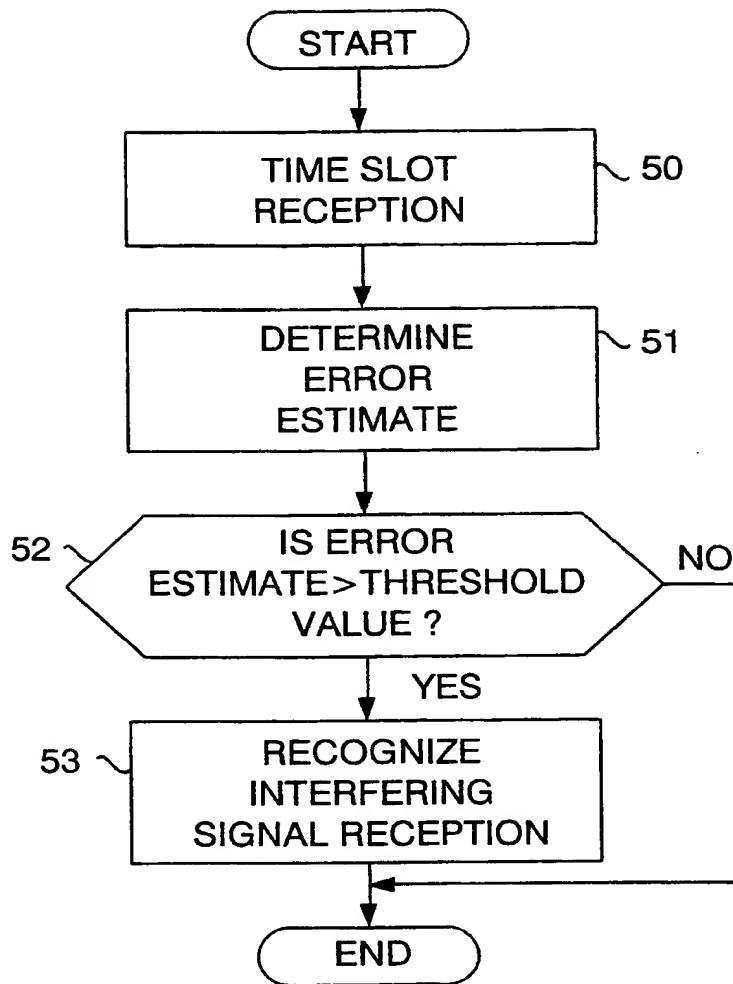 START
TIME SLOT
RECEPTION
50
DETERMINE
ERROR
ESTIMATE
51
52
IS ERROR
ESTIMATE>THRESHOLD
VALUE ?
NO
YES
53
RECOGNIZE
INTERFERING
SIGNAL RECEPTION
END